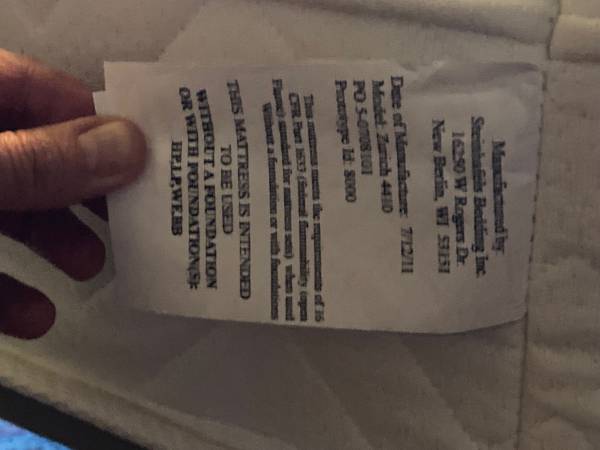 Manufactured by:
Steinhafels Bedding Inc.
16250 W Rogers Dr.
New Berlin, WI 53151
Date of Manufacture: 7/12/11
Model: Zurich 4410
PO
Prototype Id: 8000
This mattress meets the requirements of 16
CFR Part 1633 (federal flammability (open
Flame) standard for mattress sets) when used
Without a foundation or with foundations
THIS MATTRESS IS INTENDED
TO BE USED
WITHOUT A FOUNDATION
OR WITH FOUNDATION(S):